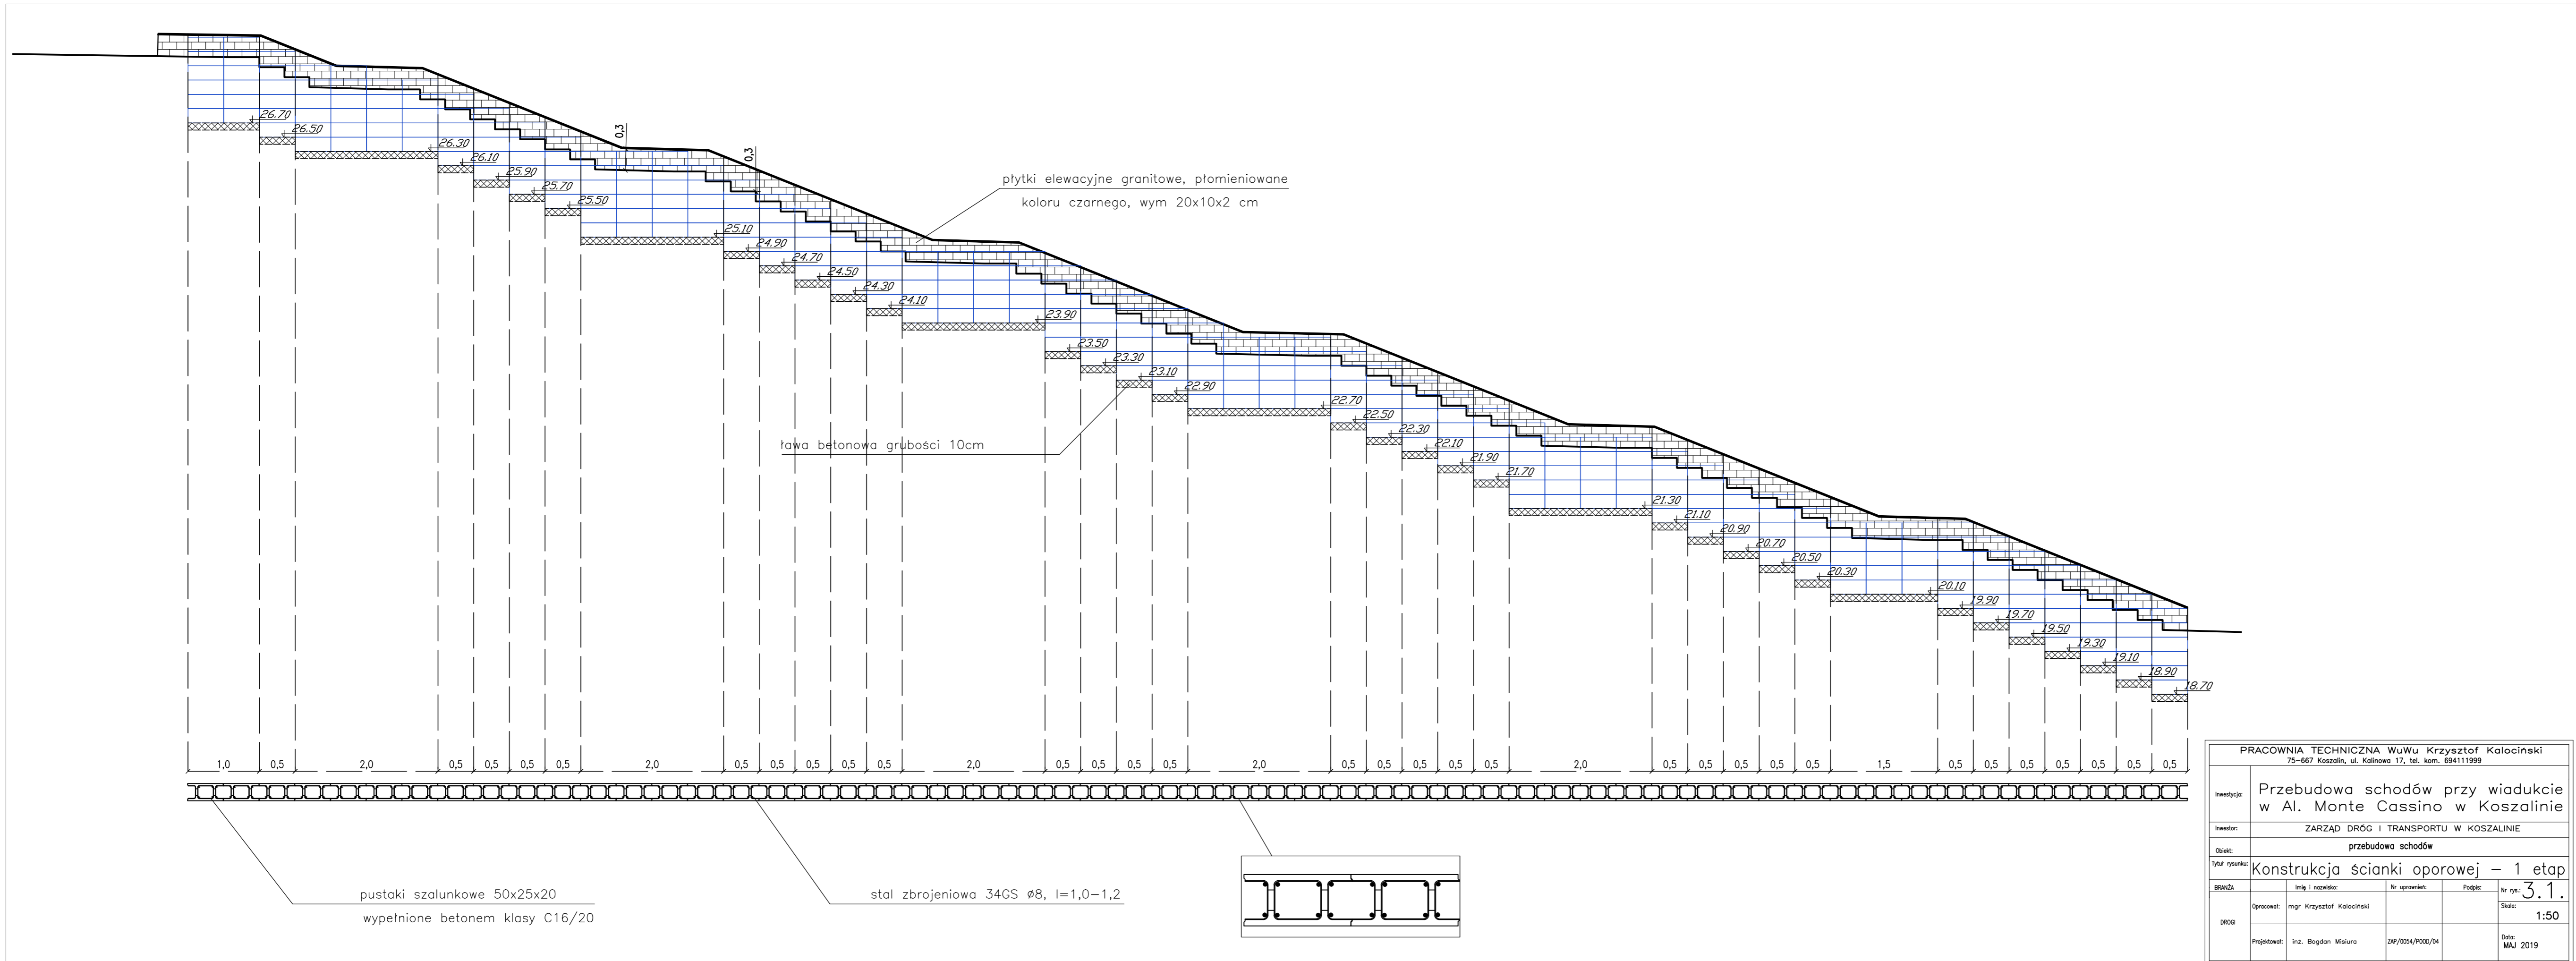 26.70
26.50
26.30
26.10
25.90
25.70
25.50
0,3
25.10
0,3
24.90
24.70
24.50
24.30
24.10
płytki elewacyjne granitowe, płomieniowane
koloru czarnego, wym 20x10x2 cm
23.90
23.50
23.30
23.10
22.90
22.70
22.50
22.30
22.10
21.90
21.70
ława betonowa grubości 10cm
21.30
21.10
20.90
20.70
20.50
20.30
20.10
19.90
19.70
19.50
19.30
19.10
18.90
18.70
1,0 0,5 2,0 0,5 0,5 0,5 0,5 2,0 0,5 0,5 0,5 0,5 0,5 2,0 0,5 0,5 0,5 0,5 2,0 0,5 0,5 0,5 0,5 0,5 2,0 0,5 0,5 0,5 0,5 0,5 1,5 0,5 0,5 0,5 0,5 0,5 0,5 0,5
pustaki szalunkowe 50x25x20
wypełnione betonem klasy C16/20
stal zbrojeniowa 34GS ø8, l=1,0-1,2
PRACOWNIA TECHNICZNA WuWu Krzysztof Kalociński
75-667 Koszalin, ul. Kalinowa 17, tel. kom. 694111999
Inwestycja:
Przebudowa schodów przy wiadukcie
w Al. Monte Cassino w Koszalinie
Inwestor: ZARZĄD DRÓG I TRANSPORTU W KOSZALINIE
Obiekt: przebudowa schodów
Tytuł rysunku: Konstrukcja ścianki oporowej - 1 etap
BRANŻA Imię i nazwisko: Nr uprawnień: Podpis: Nr rys.: 3.1.
DROGI
Opracował: mgr Krzysztof Kalociński
Skala: 1:50
Projektował: inż. Bogdan Misiura ZAP/0054/POOD/04
Data: MAJ 2019